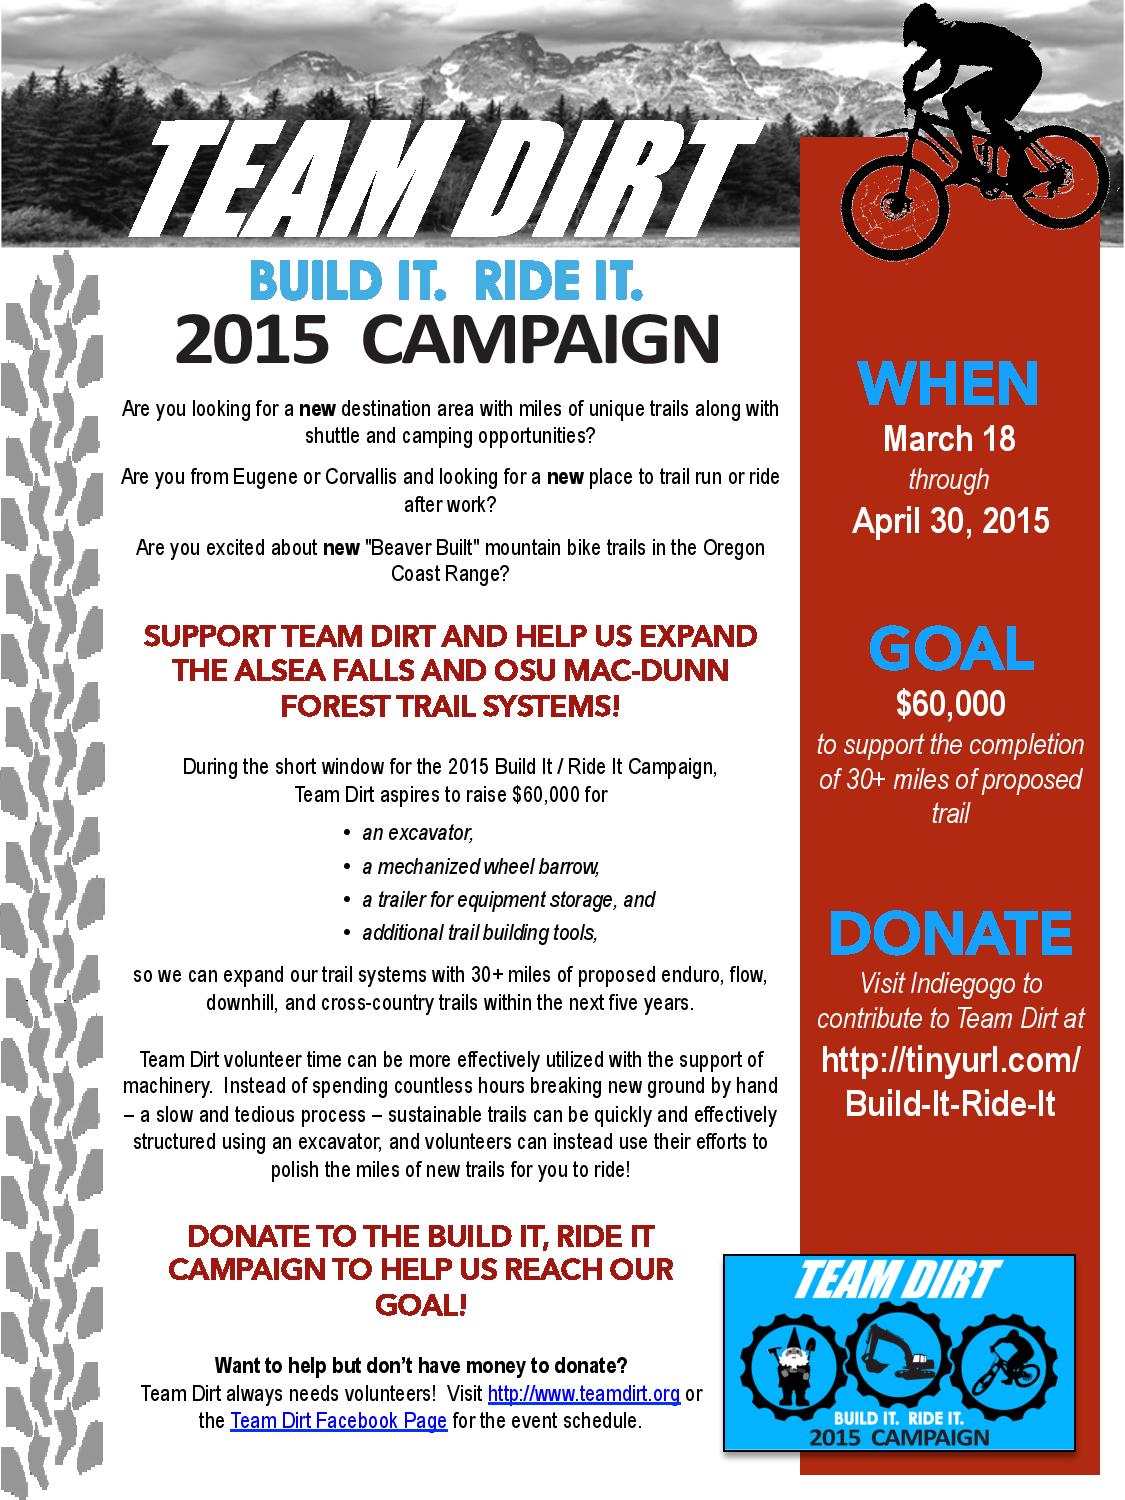 TEAM DIRT
BUILD IT.  RIDE IT.
2015 CAMPAIGN
Are you looking for a new destination area with miles of unique trails along with
shuttle and camping opportunities?
Are you from Eugene or Corvallis and looking for a new place to trail run or ride
after work?
Are you excited about new "Beaver Built" mountain bike trails in the Oregon
Coast Range?
SUPPORT TEAM DIRT AND HELP US EXPAND
THE ALSEA FALLS AND OSU MAC-DUNN
FOREST TRAIL SYSTEMS!
During the short window for the 2015 Build It / Ride It Campaign,
Team Dirt aspires to raise $60,000 for
• an excavator,
• a mechanized wheel barrow,
• a trailer for equipment storage, and
• additional trail building tools,
so we can expand our trail systems with 30+ miles of proposed enduro, flow,
downhill, and cross-country trails within the next five years.
Team Dirt volunteer time can be more effectively utilized with the support of
machinery.  Instead of spending countless hours breaking new ground by hand
– a slow and tedious process – sustainable trails can be quickly and effectively
structured using an excavator, and volunteers can instead use their efforts to
polish the miles of new trails for you to ride!
DONATE TO THE BUILD IT, RIDE IT
CAMPAIGN TO HELP US REACH OUR
GOAL!
Want to help but don’t have money to donate?
Team Dirt always needs volunteers!  Visit http://www.teamdirt.org or
the Team Dirt Facebook Page for the event schedule.
WHEN
March 18
through
April 30, 2015
GOAL
$60,000
to support the completion
of 30+ miles of proposed
trail
DONATE
Visit Indiegogo to
contribute to Team Dirt at
http://tinyurl.com/
Build-It-Ride-It
TEAM DIRT
BUILD IT.  RIDE IT.
2015 CAMPAIGN